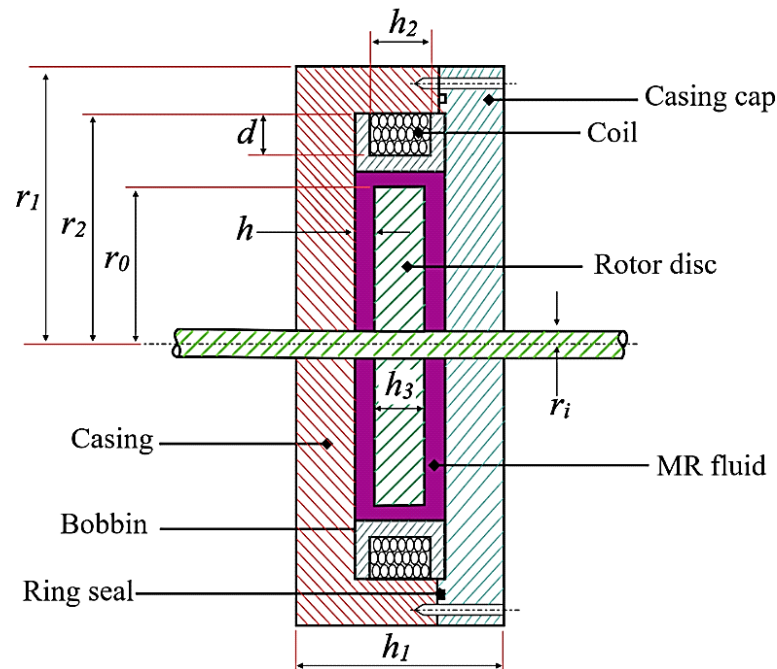 h2
Casing cap
Coil
d
r1
r2
r0
h
Rotor disc
h3
ri
Casing
MR fluid
Bobbin
Ring seal
h1